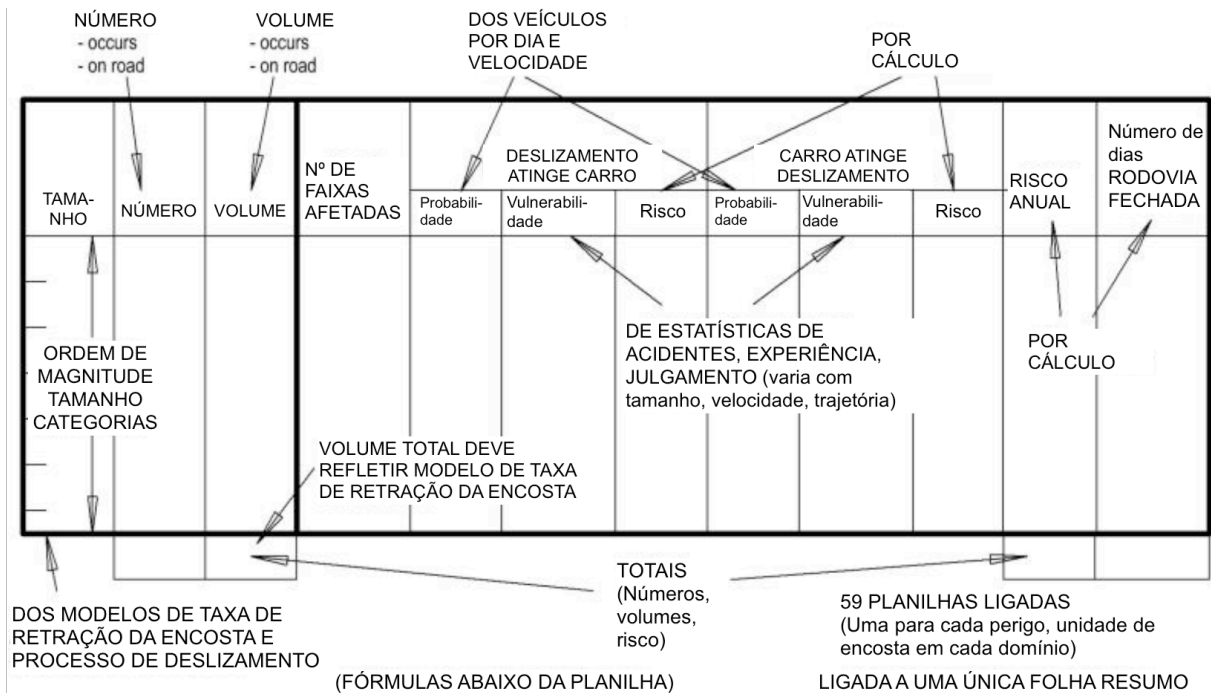 NÚMERO
- occurs
- on road
VOLUME
- occurs
- on road
DOS VEÍCULOS
POR DIA E
VELOCIDADE
POR
CÁLCULO
TAMA-
NHO
NÚMERO
VOLUME
Nº DE
FAIXAS
AFETADAS
DESLIZAMENTO
ATINGE CARRO
Probabili-
dade
Vulnerabili-
dade
Risco
CARRO ATINGE
DESLIZAMENTO
Probabili-
dade
Vulnerabili-
dade
Risco
RISCO
ANUAL
Número de
dias
RODOVIA
FECHADA
ORDEM DE
MAGNITUDE
TAMANHO
CATEGORIAS
DE ESTATÍSTICAS DE
ACIDENTES, EXPERIÊNCIA,
JULGAMENTO (varia com
tamanho, velocidade, trajetória)
POR
CÁLCULO
VOLUME TOTAL DEVE
REFLETIR MODELO DE TAXA
DE RETRAÇÃO DA ENCOSTA
DOS MODELOS DE TAXA DE
RETRAÇÃO DA ENCOSTA E
PROCESSO DE DESLIZAMENTO
TOTAIS
(Números,
volumes,
risco)
59 PLANILHAS LIGADAS
(Uma para cada perigo, unidade de
encosta em cada domínio)
(FÓRMULAS ABAIXO DA PLANILHA)
LIGADA A UMA ÚNICA FOLHA RESUMO